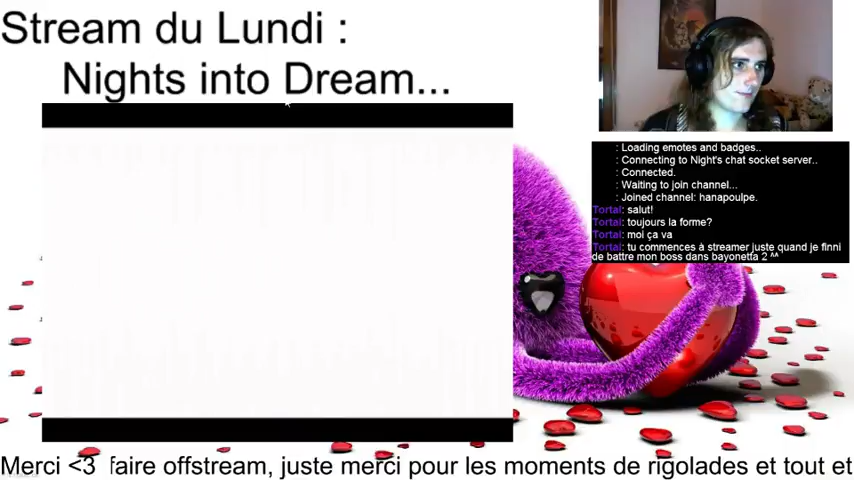 Stream du Lundi :
Nights into Dream...
: Loading emotes and badges..
: Connecting to Night's chat socket server..
: Connected.
: Waiting to join channel...
: Joined channel: hanapoulpe.
Tortal: salut!
Tortal: toujours la forme?
Tortal: moi ça va
Tortal: tu commences à streamer juste quand je finni
de battre mon boss dans bayonetta 2 ^^
Merci <3 faire offstream, juste merci pour les moments de rigolades et tout et